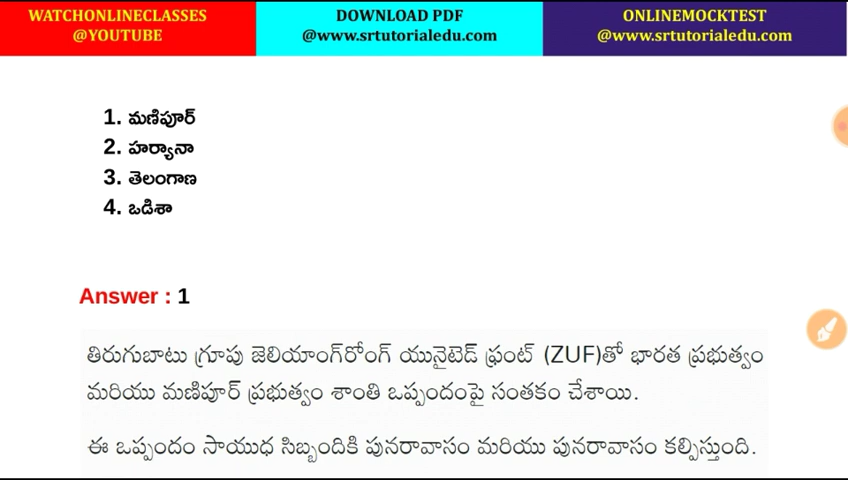 WATCHONLINECLASSES
@YOUTUBE
DOWNLOAD PDF
@www.srtutorialedu.com
ONLINEMOCKTEST
@www.srtutorialedu.com
1. మణిపూర్
2. హర్యానా
3. తెలంగాణ
4. ఒడిశా
Answer : 1
తిరుగుబాటు గ్రూపు జెలియాంగ్‌రోంగ్ యునైటెడ్ ఫ్రంట్ (ZUF)తో భారత ప్రభుత్వం
మరియు మణిపూర్ ప్రభుత్వం శాంతి ఒప్పందంపై సంతకం చేశాయి.
ఈ ఒప్పందం సాయుధ సిబ్బందికి పునరావాసం మరియు పునరావాసం కల్పిస్తుంది.